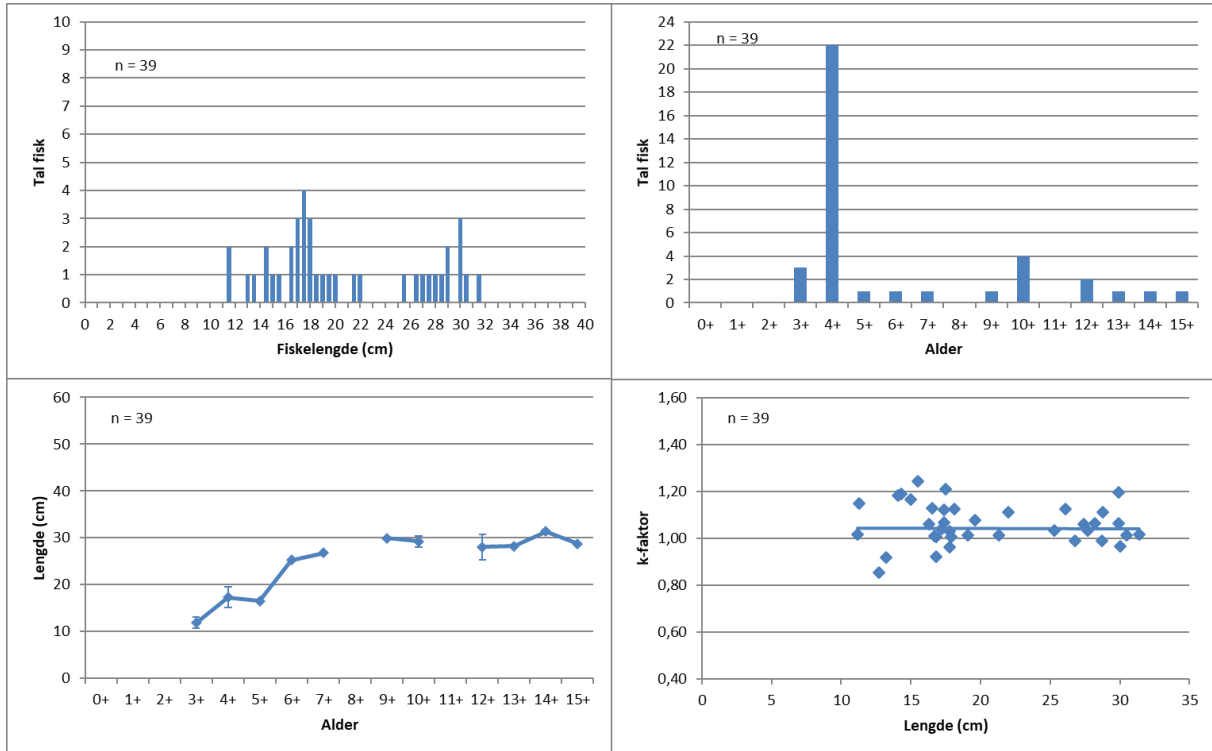 n = 39
Tal fisk
10
9
8
7
6
5
4
3
2
1
0
0 2 4 6 8 10 12 14 16 18 20 22 24 26 28 30 32 34 36 38 40
Fiskelengde (cm)
n = 39
Tal fisk
24
22
20
18
16
14
12
10
8
6
4
2
0
0+ 1+ 2+ 3+ 4+ 5+ 6+ 7+ 8+ 9+ 10+ 11+ 12+ 13+ 14+ 15+
Alder
n = 39
Lengde (cm)
60
50
40
30
20
10
0
0+ 1+ 2+ 3+ 4+ 5+ 6+ 7+ 8+ 9+ 10+ 11+ 12+ 13+ 14+ 15+
Alder
n = 39
k-faktor
1,60
1,40
1,20
1,00
0,80
0,60
0,40
0 5 10 15 20 25 30 35
Lengde (cm)